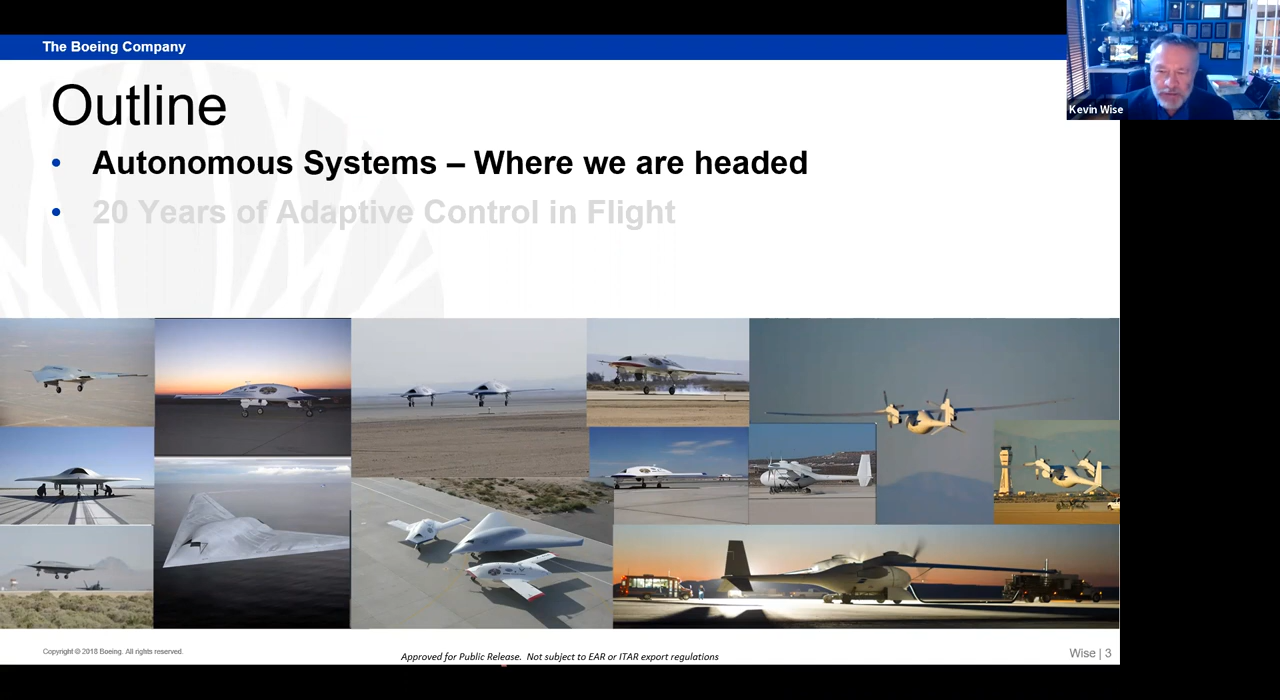 The Boeing Company
Kevin Wise
Outline
• Autonomous Systems – Where we are headed
• 20 Years of Adaptive Control in Flight
Copyright © 2018 Boeing. All rights reserved.
Approved for Public Release. Not subject to EAR or ITAR export regulations
Wise | 3